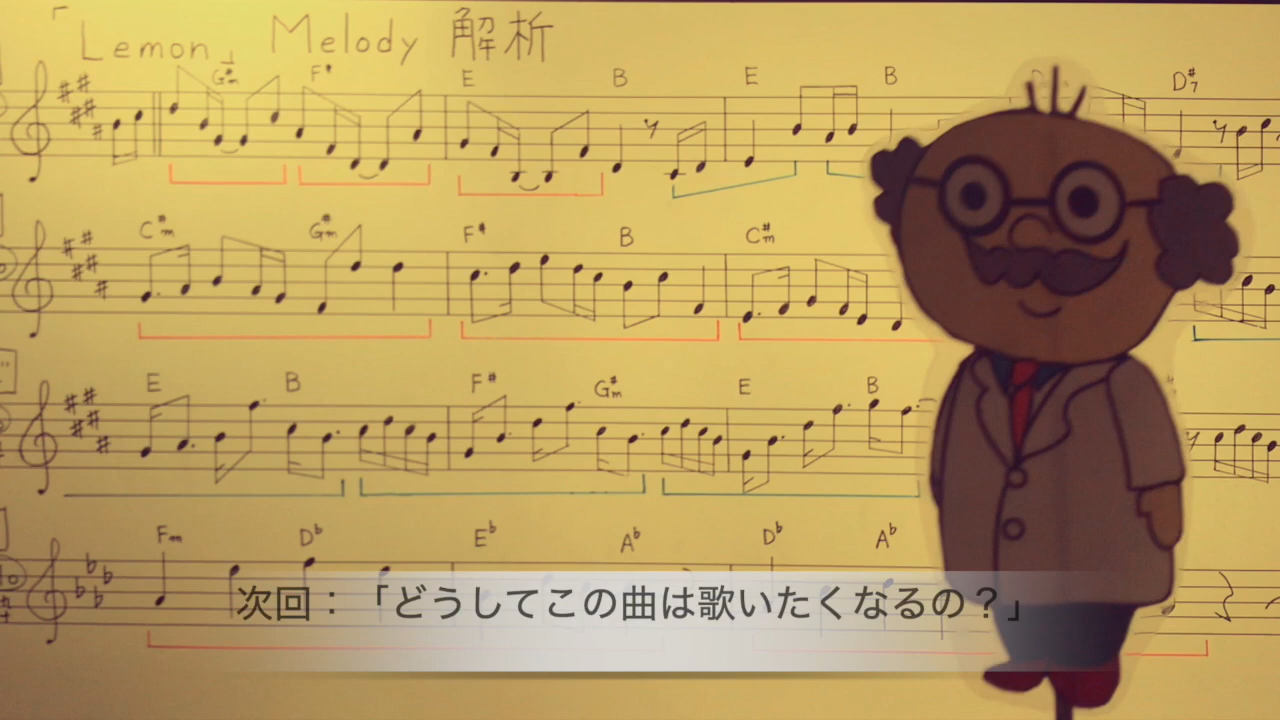 「Lemon」 Melody 解析
G#m F# E B E B D#7
C#m G#m F# B C#m
E B F# G#m E B
Fm D♭ E♭ A♭ D♭ A♭
次回：「どうしてこの曲は歌いたくなるの？」